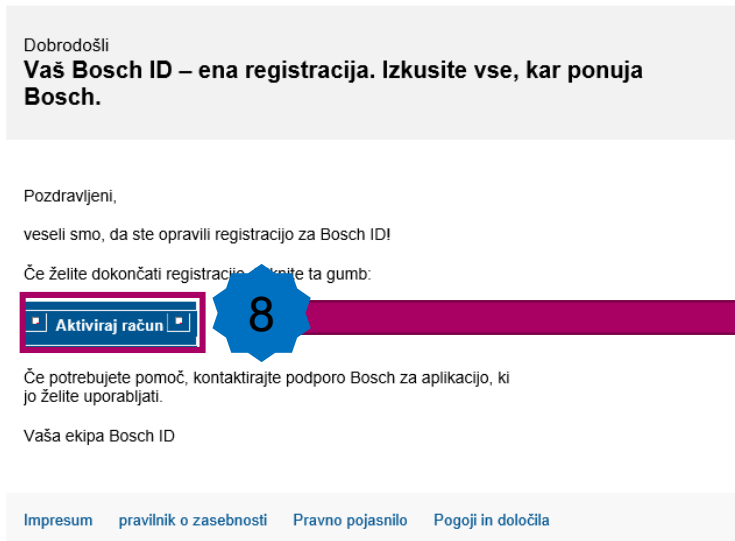 Dobrodošli
Vaš Bosch ID – ena registracija. Izkusite vse, kar ponuja
Bosch.
Pozdravljeni,
veseli smo, da ste opravili registracijo za Bosch ID!
Če želite dokončati ta gumb:
Aktiviraj račun
8
Če potrebujete pomoč, kontaktirajte podporo Bosch za aplikacijo, ki
jo želite uporabljati.
Vaša ekipa Bosch ID
Impresum pravilnik o zasebnosti Pravno pojasnilo Pogoji in določila